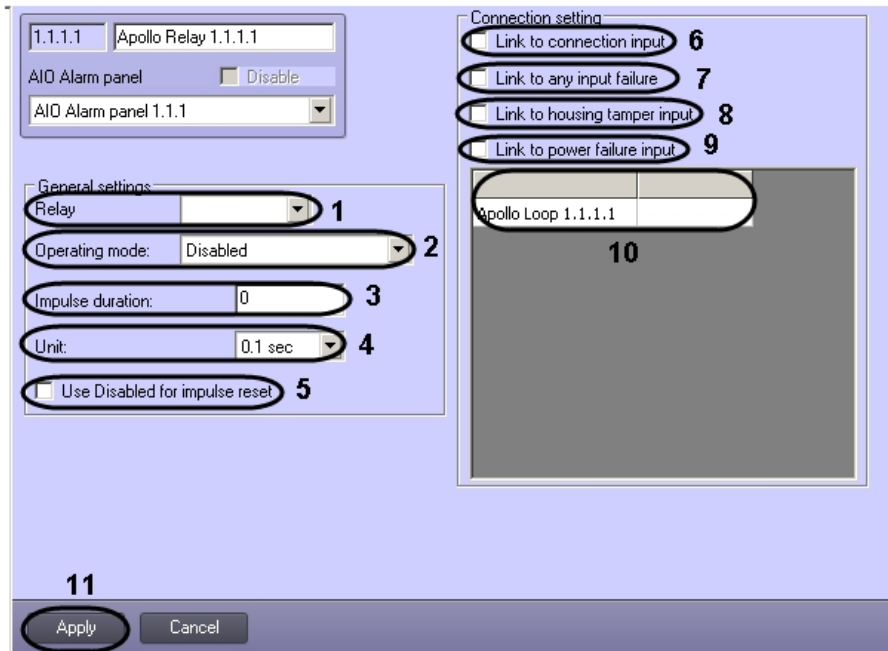 1.1.1.1 Apollo Relay 1.1.1.1
AIO Alarm panel Disable
AIO Alarm panel 1.1.1
General settings
Relay 1
Operating mode: Disabled 2
Impulse duration: 0 3
Unit: 0.1 sec 4
Use Disabled for impulse reset 5
Connection setting
Link to connection input 6
Link to any input failure 7
Link to housing tamper input 8
Link to power failure input 9
Apollo Loop 1.1.1.1
10
11
Apply Cancel